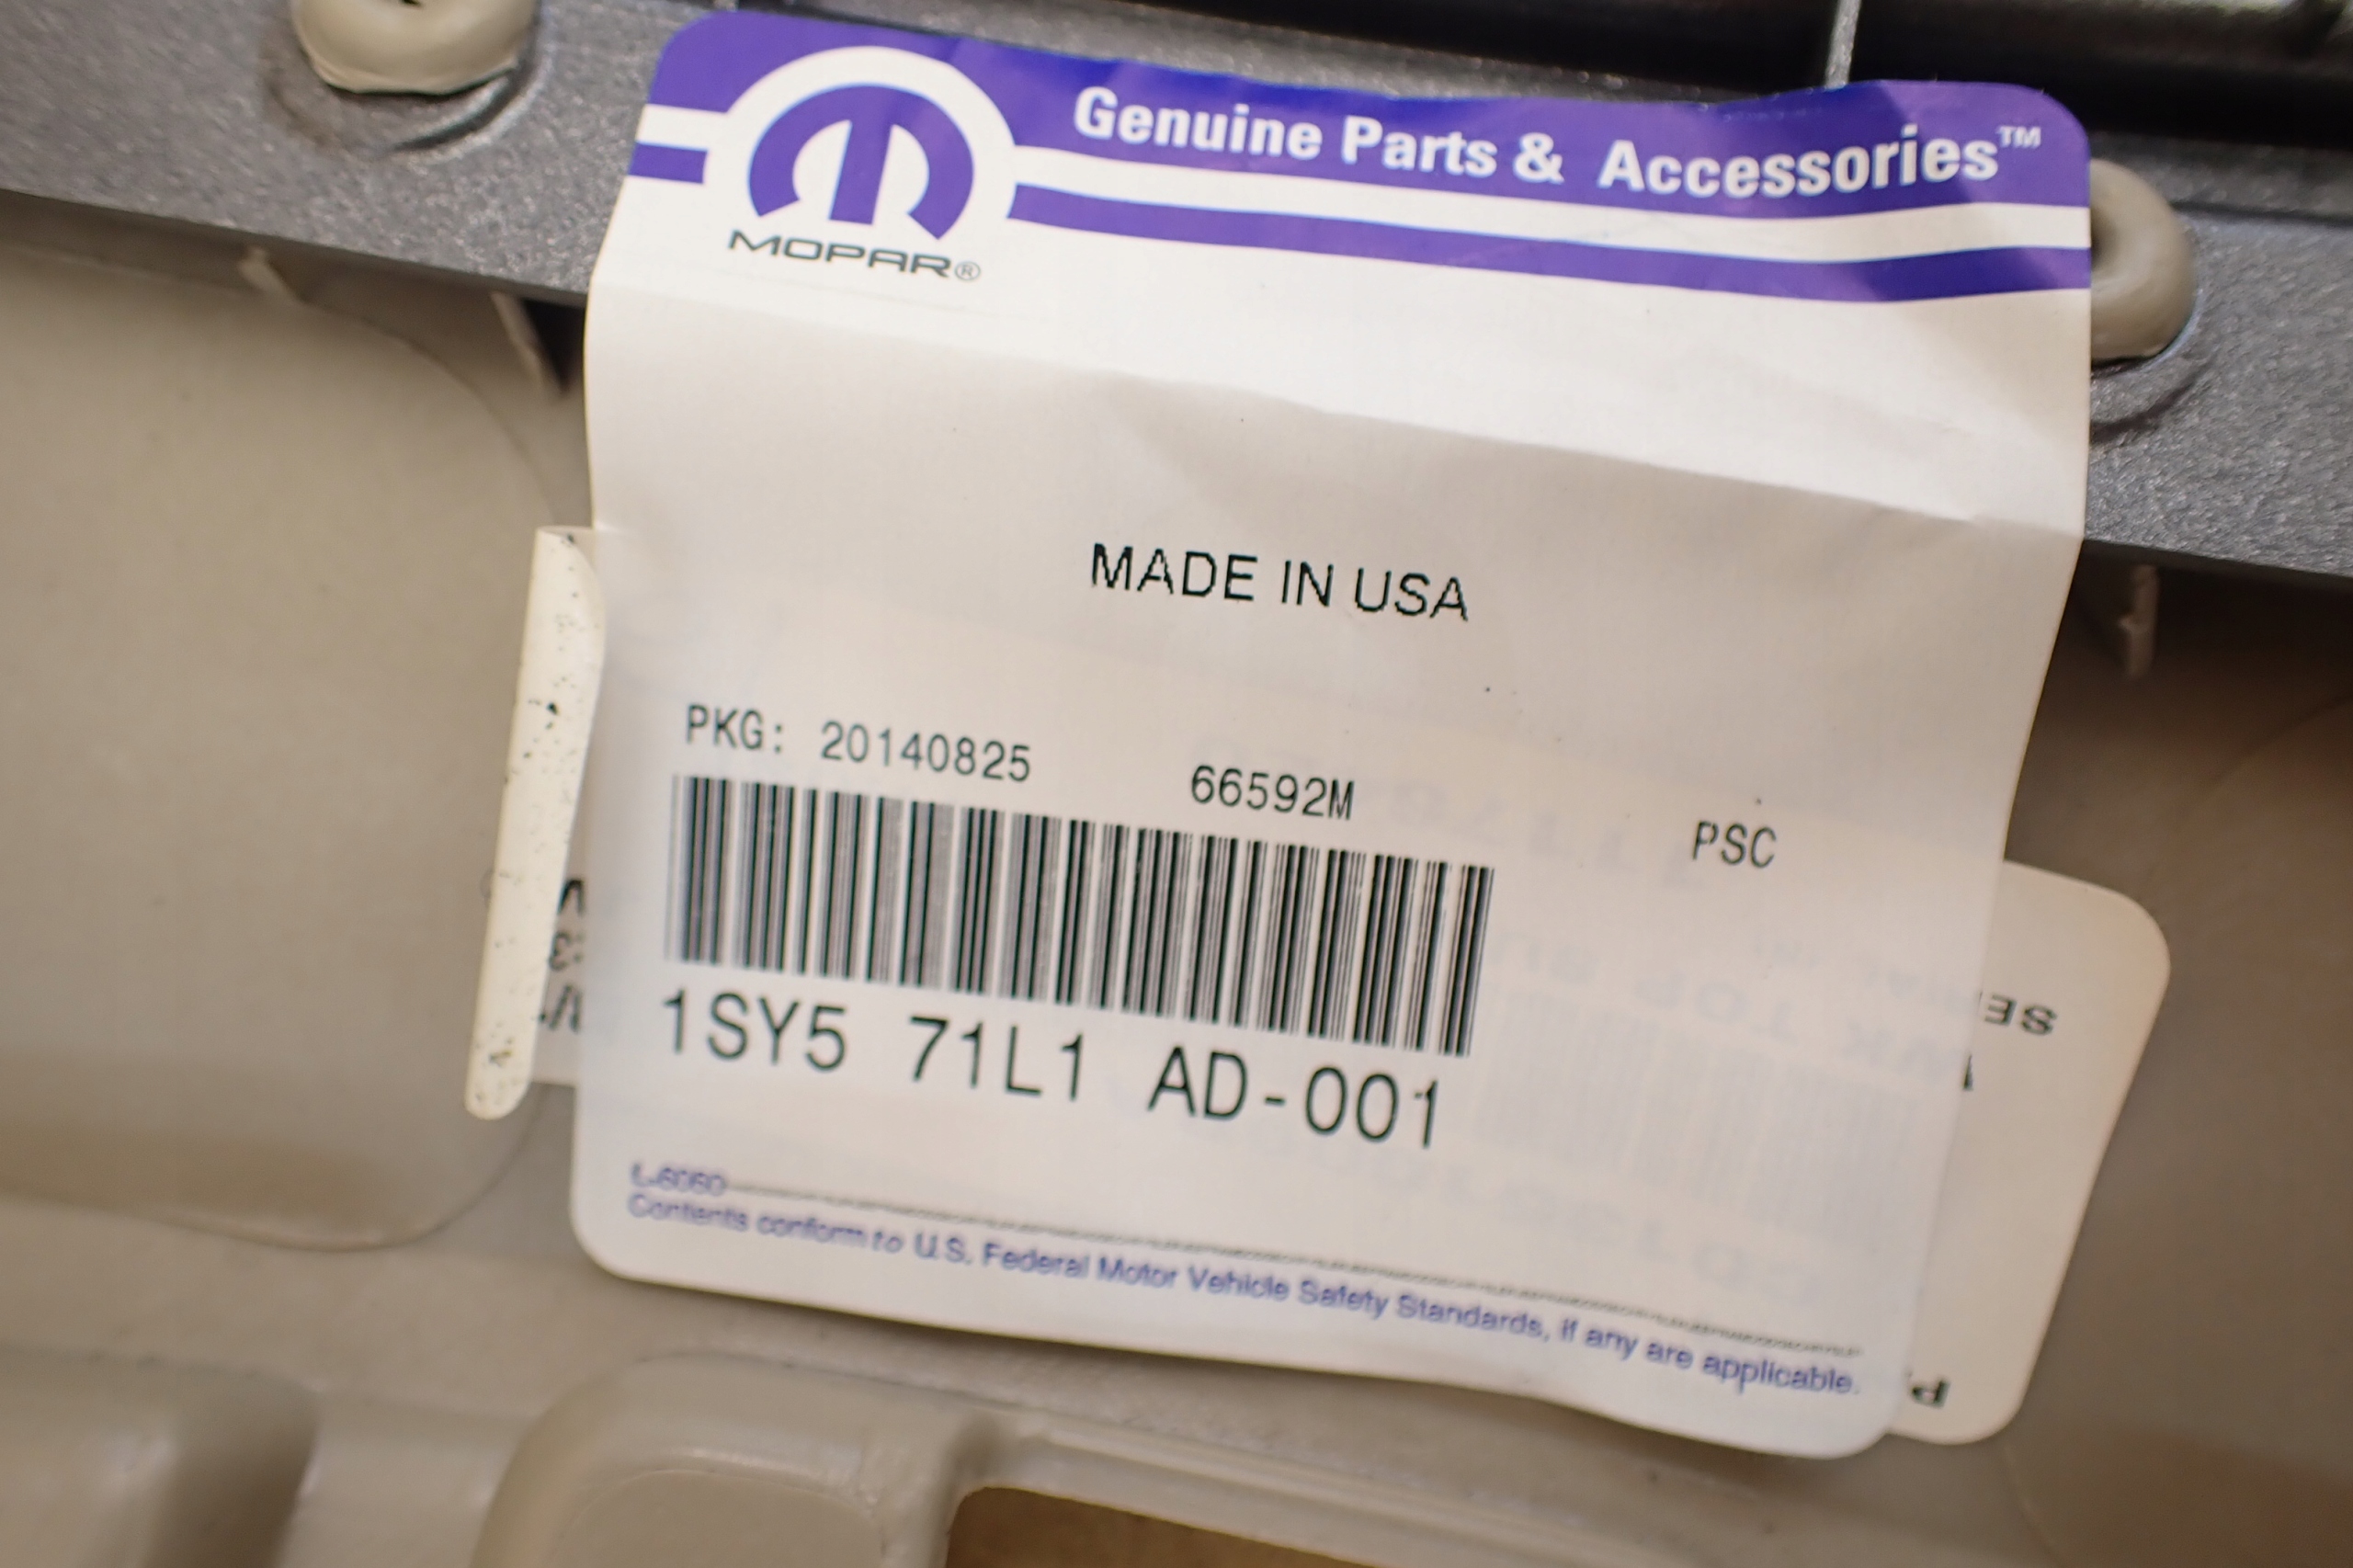 Genuine Parts & Accessories™
MOPAR®
MADE IN USA
PKG: 20140825 66592M PSC
1SY5 71L1 AD-001
L-6060
Contents conform to U.S. Federal Motor Vehicle Safety Standards, if any are applicable.